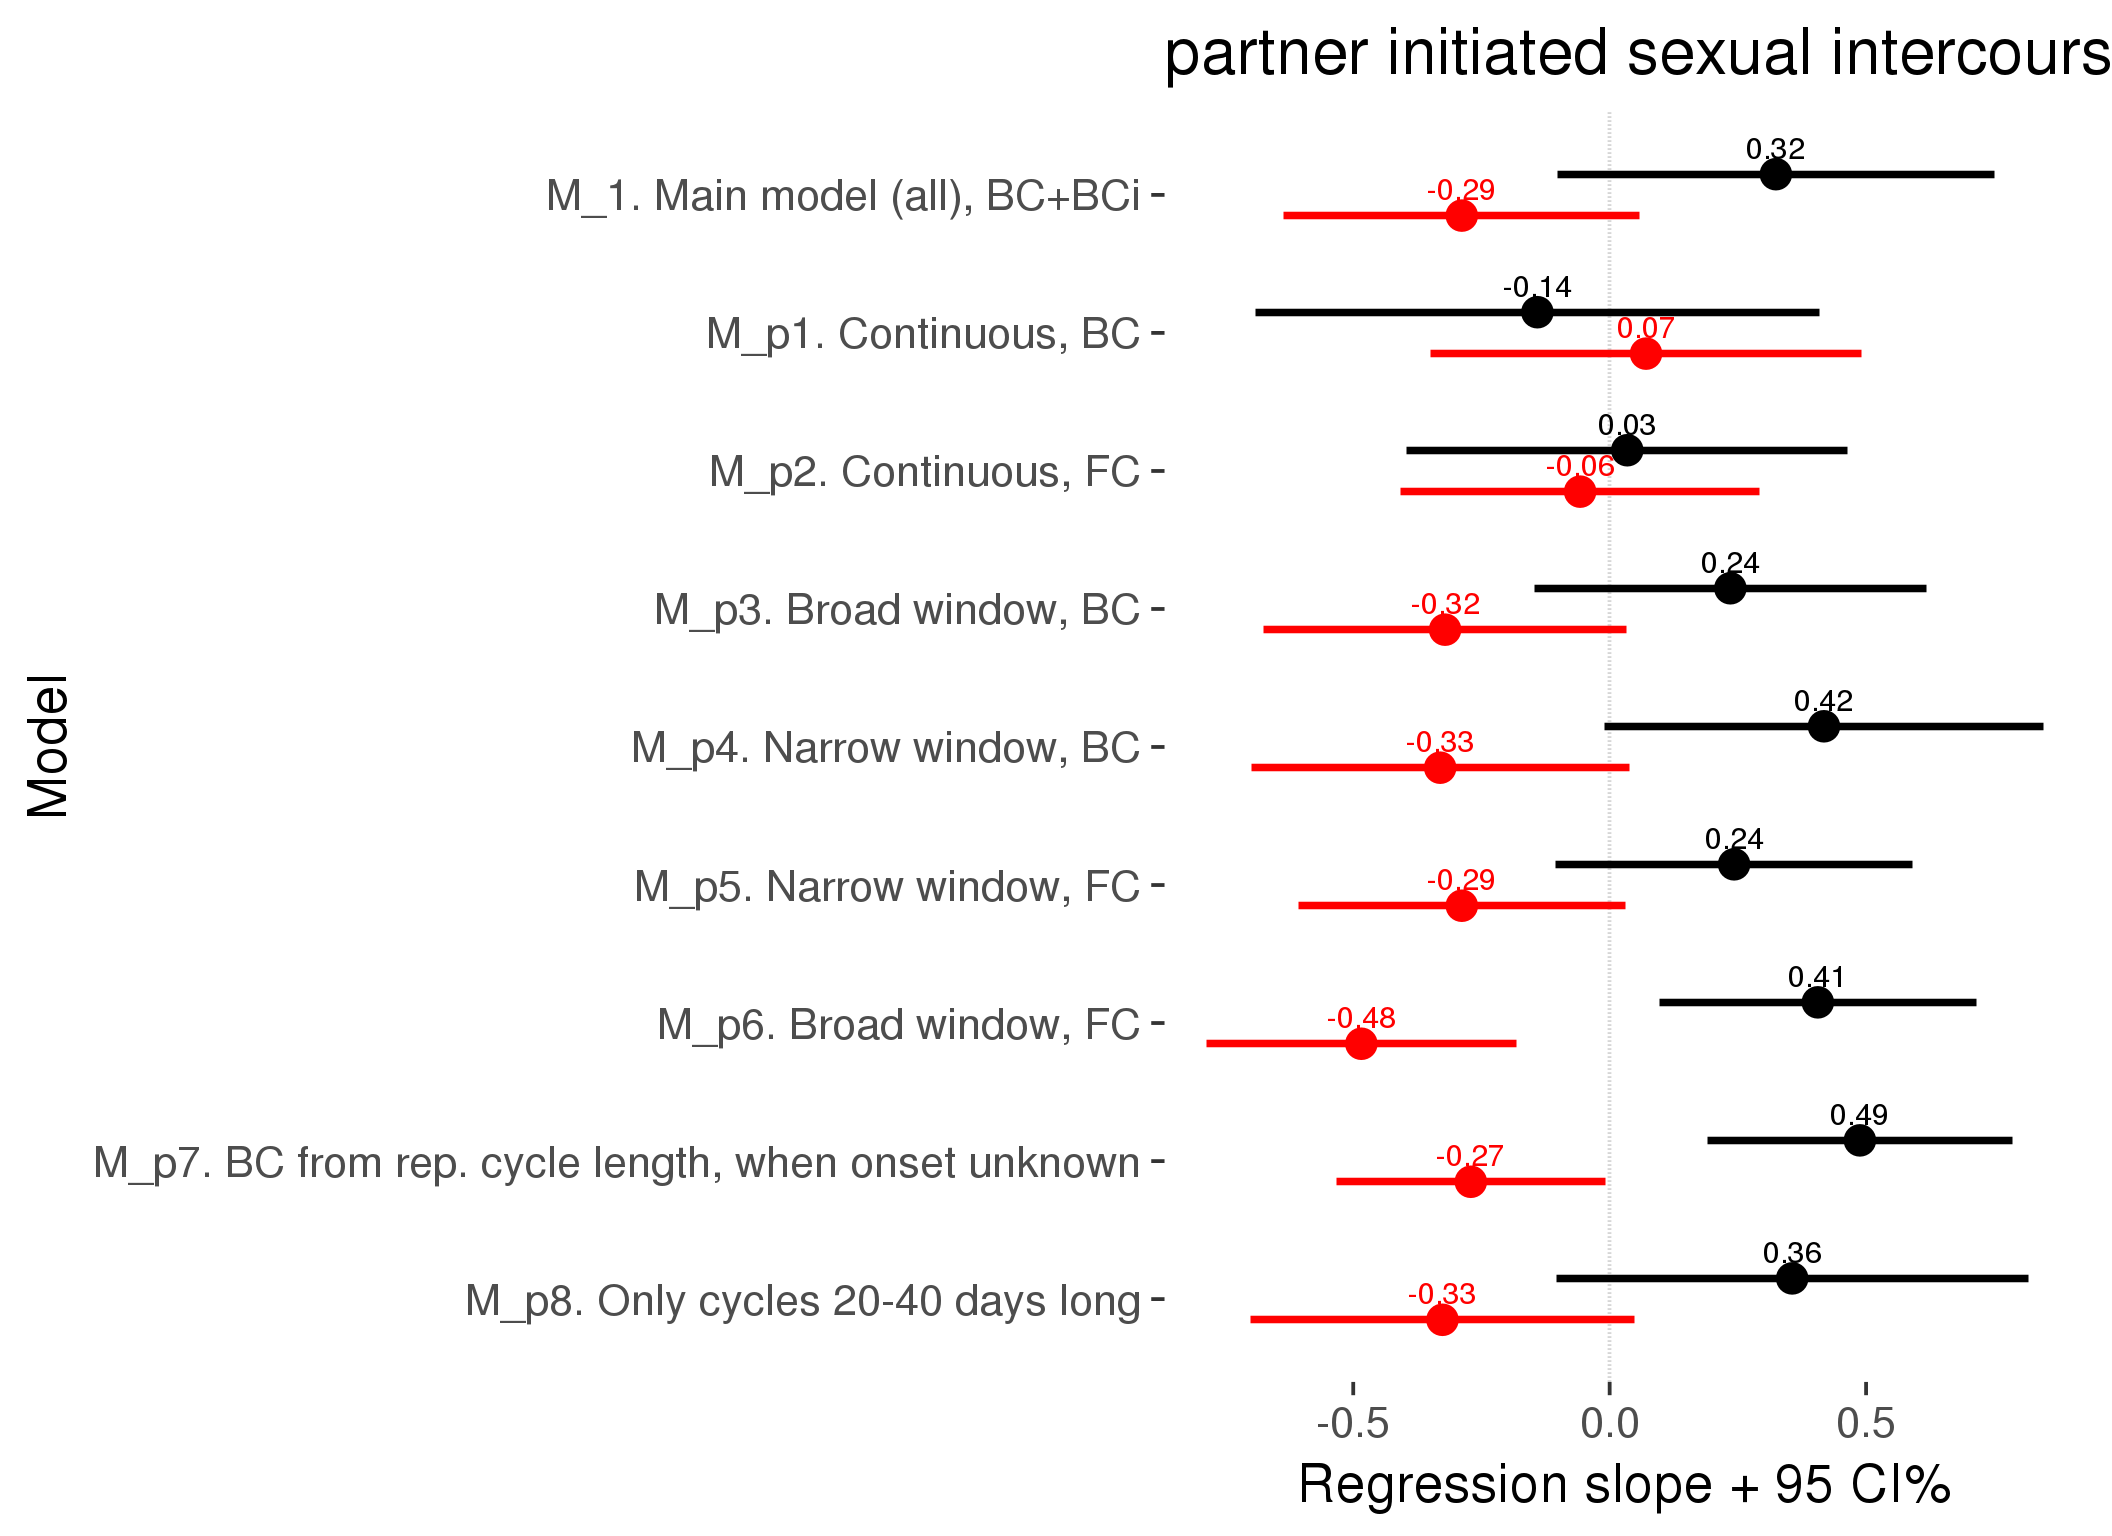 partner initiated sexual intercours
Model
M_1. Main model (all), BC+BCi
0.32
-0.29
M_p1. Continuous, BC
-0.14
0.07
M_p2. Continuous, FC
0.03
-0.06
M_p3. Broad window, BC
0.24
-0.32
M_p4. Narrow window, BC
0.42
-0.33
M_p5. Narrow window, FC
0.24
-0.29
M_p6. Broad window, FC
0.41
-0.48
M_p7. BC from rep. cycle length, when onset unknown
0.49
-0.27
M_p8. Only cycles 20-40 days long
0.36
-0.33
-0.5 0.0 0.5
Regression slope + 95 CI%